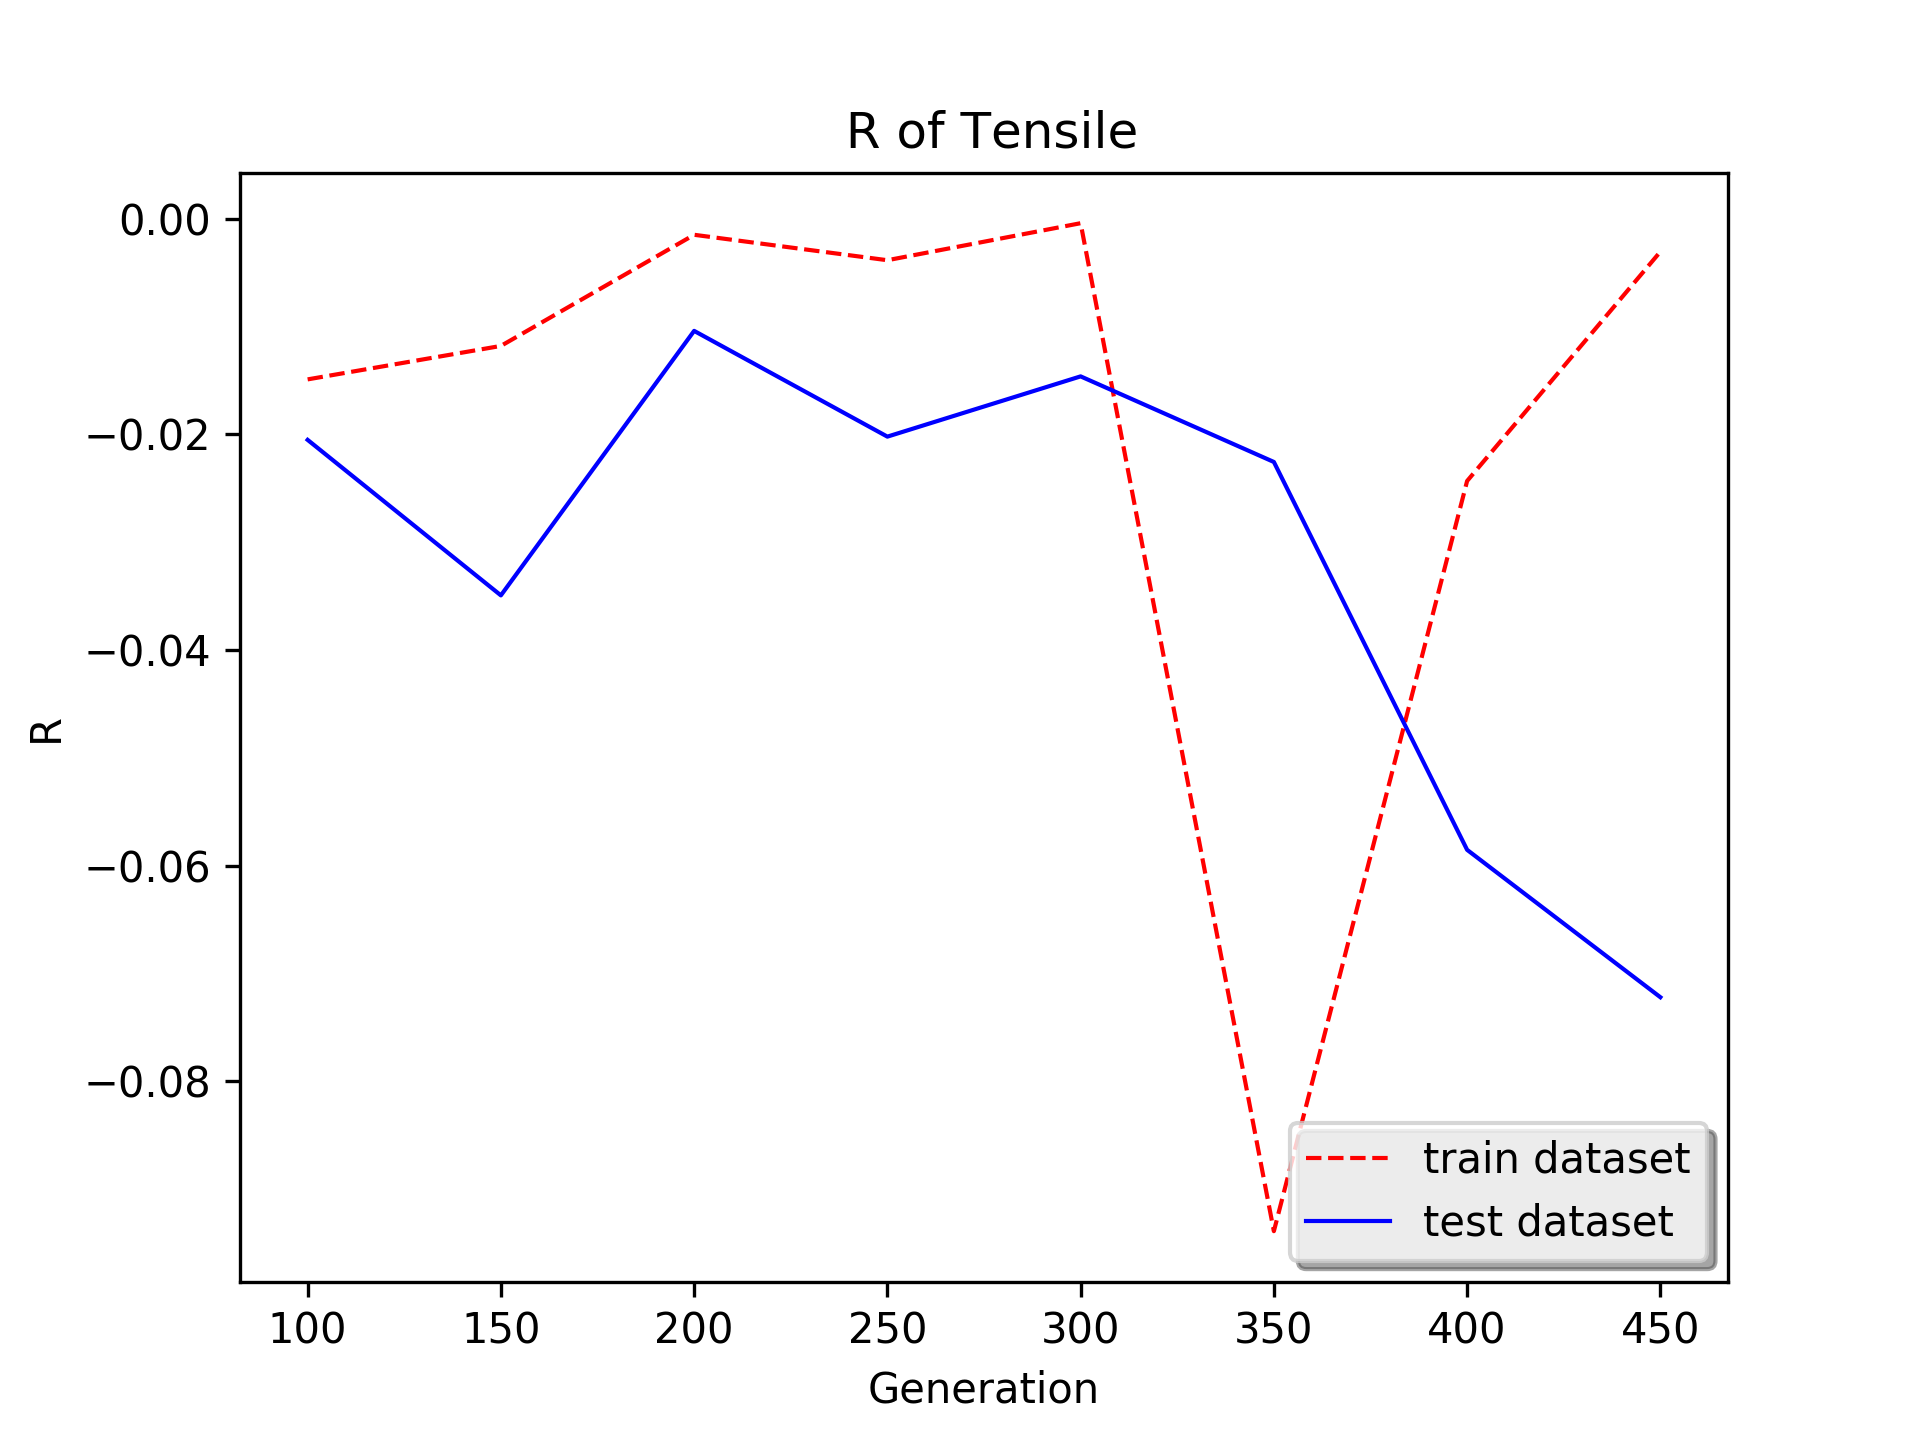 R of Tensile
0.00
−0.02
−0.04
−0.06
−0.08
R
train dataset
test dataset
100 150 200 250 300 350 400 450
Generation